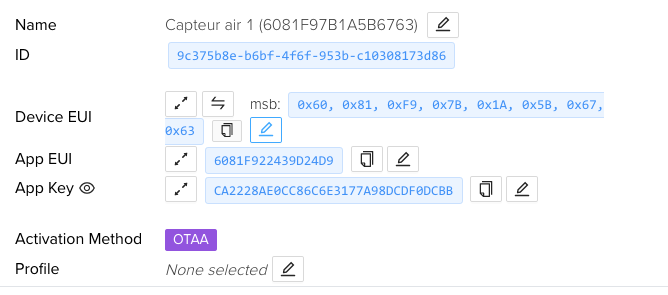 Name Capteur air 1 (6081F97B1A5B6763)
ID 9c375b8e-b6bf-4f6f-953b-c10308173d86
Device EUI msb: 0x60, 0x81, 0xF9, 0x7B, 0x1A, 0x5B, 0x67,
0x63
App EUI 6081F922439D24D9
App Key CA2228AE0CC86C6E3177A98DCDF0DCBB
Activation Method OTAA
Profile None selected